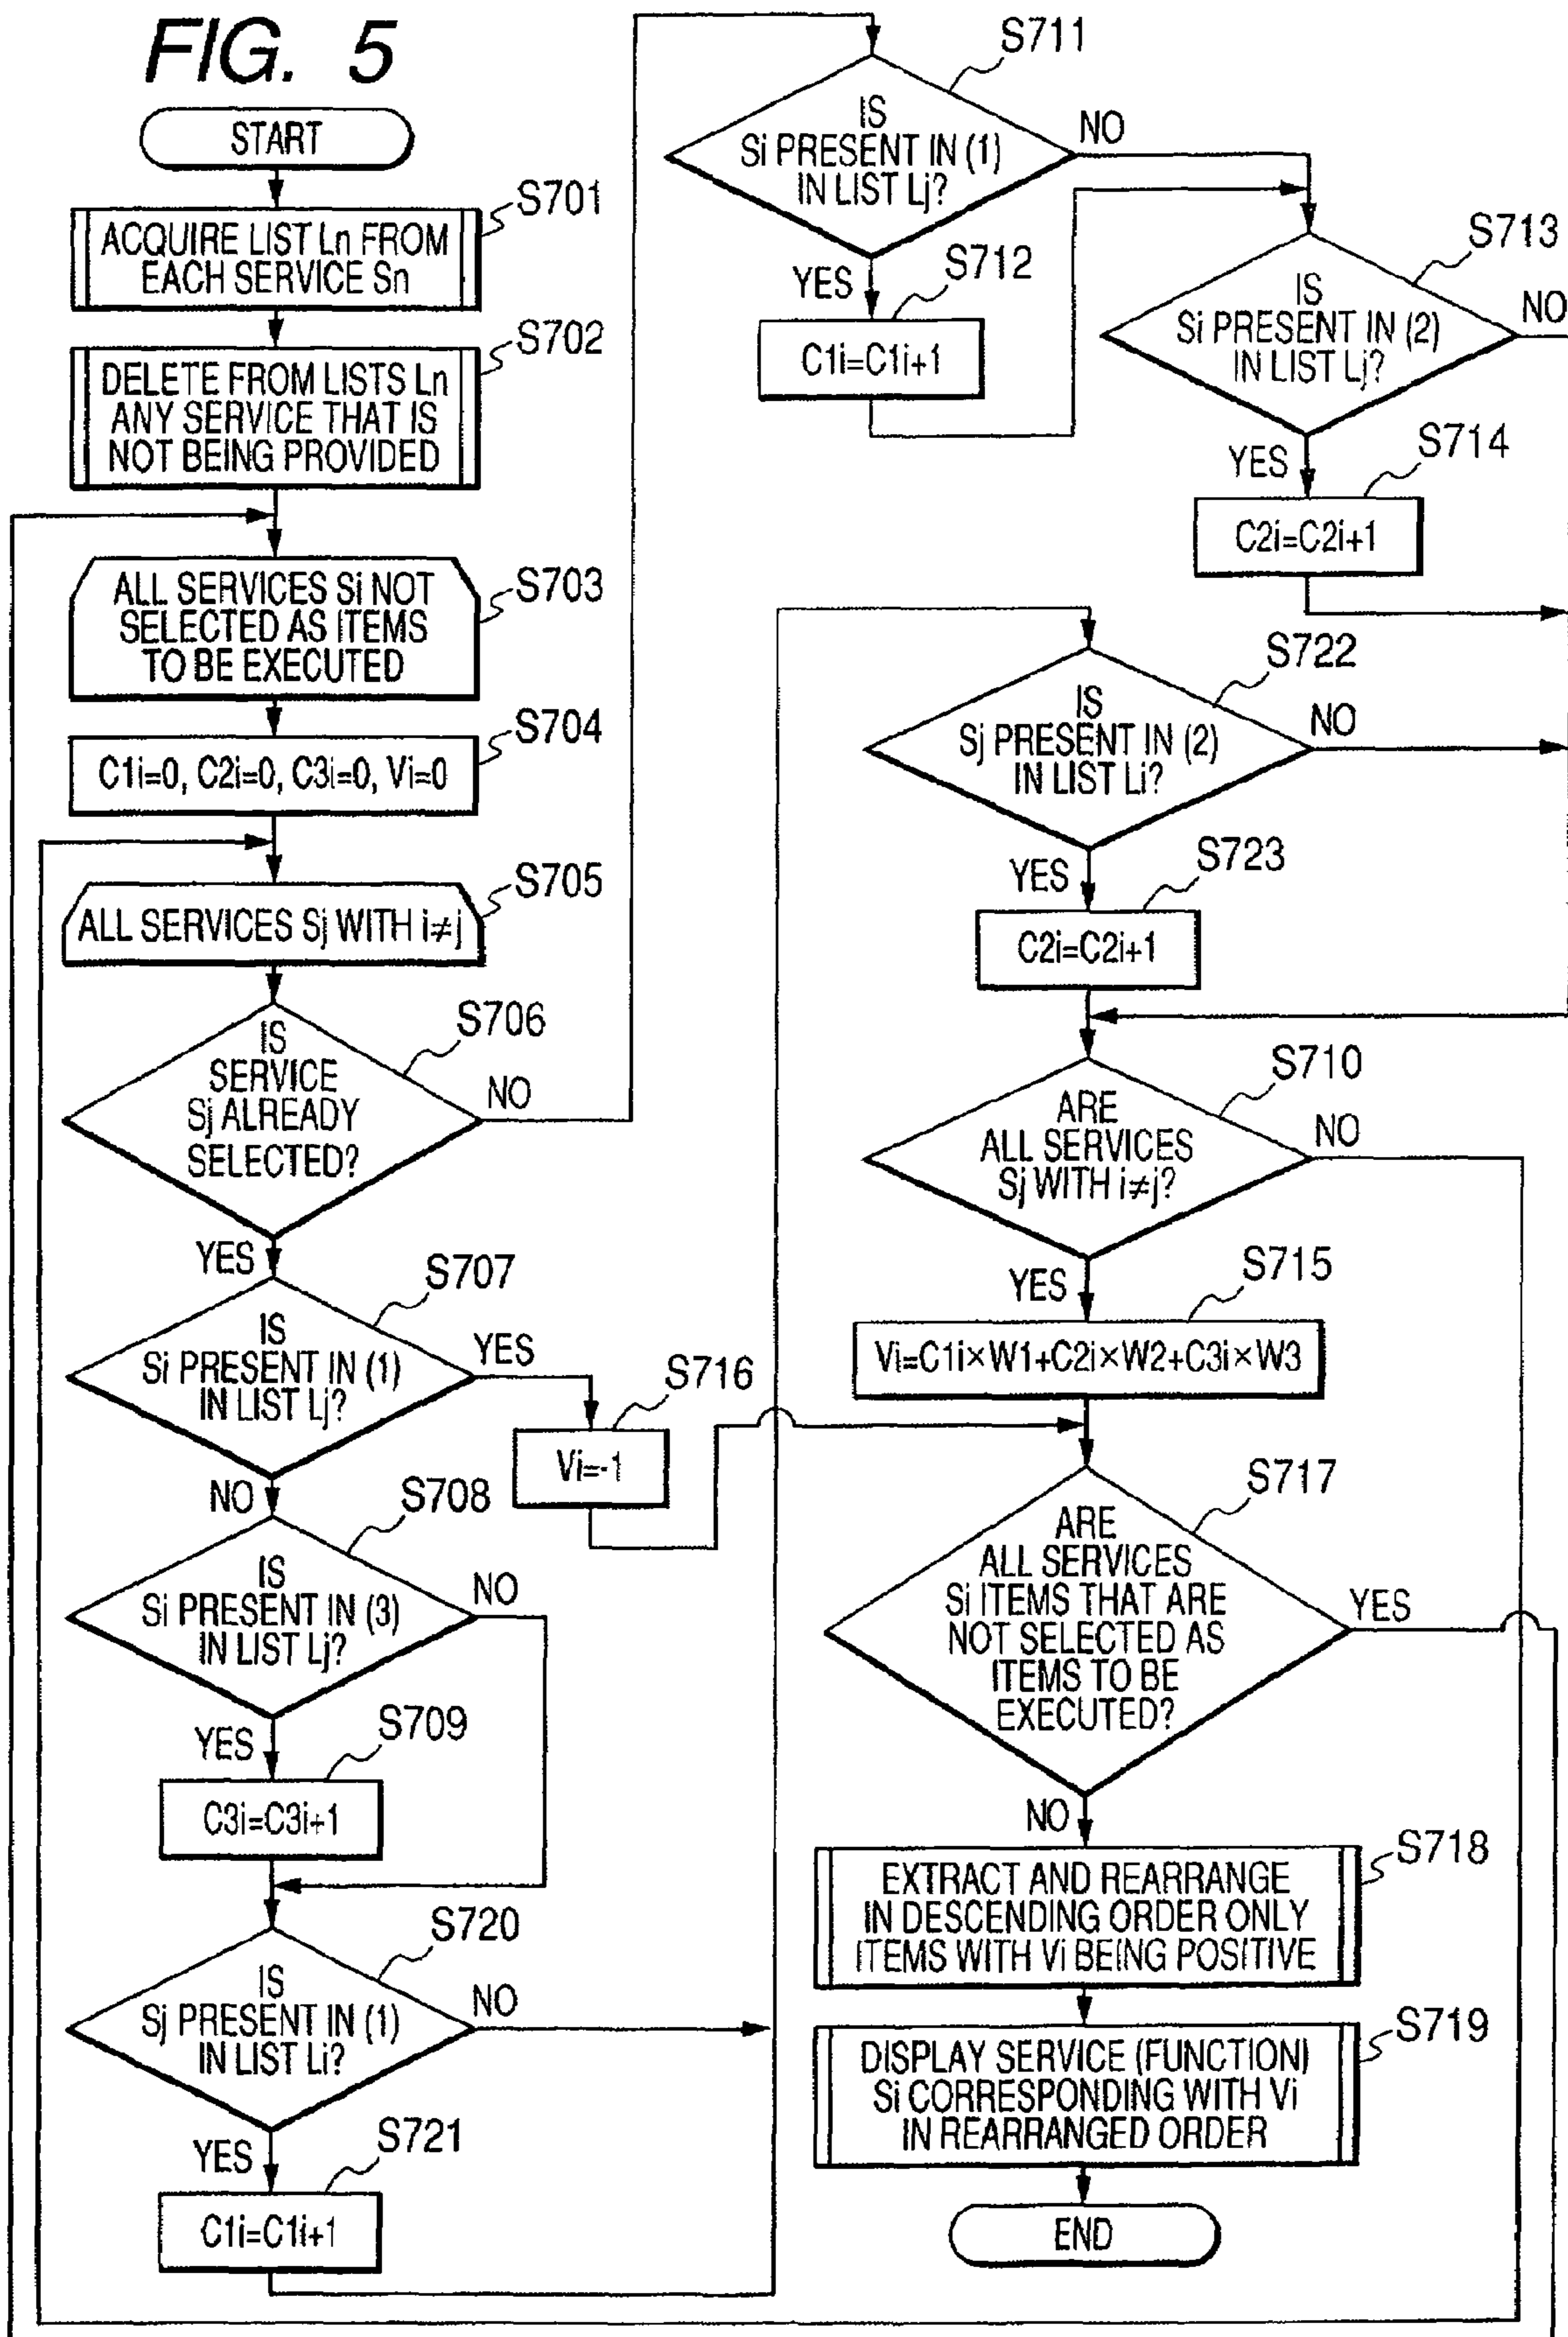 FIG. 5
START
S701
ACQUIRE LIST Ln FROM
EACH SERVICE Sn
S702
DELETE FROM LISTS Ln
ANY SERVICE THAT IS
NOT BEING PROVIDED
S703
ALL SERVICES Si NOT
SELECTED AS ITEMS
TO BE EXECUTED
S704
C1i=0, C2i=0, C3i=0, Vi=0
S705
ALL SERVICES Sj WITH i≠j
S706
IS
SERVICE
Sj ALREADY
SELECTED?
NO
YES
S707
IS
Si PRESENT IN (1)
IN LIST Lj?
YES
NO
S716
Vi=-1
S708
IS
Si PRESENT IN (3)
IN LIST Lj?
NO
YES
S709
C3i=C3i+1
S720
IS
Sj PRESENT IN (1)
IN LIST Li?
NO
YES
S721
C1i=C1i+1
S711
IS
Si PRESENT IN (1)
IN LIST Lj?
NO
YES
S712
C1i=C1i+1
S713
IS
Si PRESENT IN (2)
IN LIST Lj?
NO
YES
S714
C2i=C2i+1
S722
IS
Sj PRESENT IN (2)
IN LIST Li?
NO
YES
S723
C2i=C2i+1
S710
ARE
ALL SERVICES
Sj WITH i≠j?
NO
YES
S715
Vi=C1i×W1+C2i×W2+C3i×W3
S717
ARE
ALL SERVICES
Si ITEMS THAT ARE
NOT SELECTED AS
ITEMS TO BE
EXECUTED?
YES
NO
S718
EXTRACT AND REARRANGE
IN DESCENDING ORDER ONLY
ITEMS WITH Vi BEING POSITIVE
S719
DISPLAY SERVICE (FUNCTION)
Si CORRESPONDING WITH Vi
IN REARRANGED ORDER
END